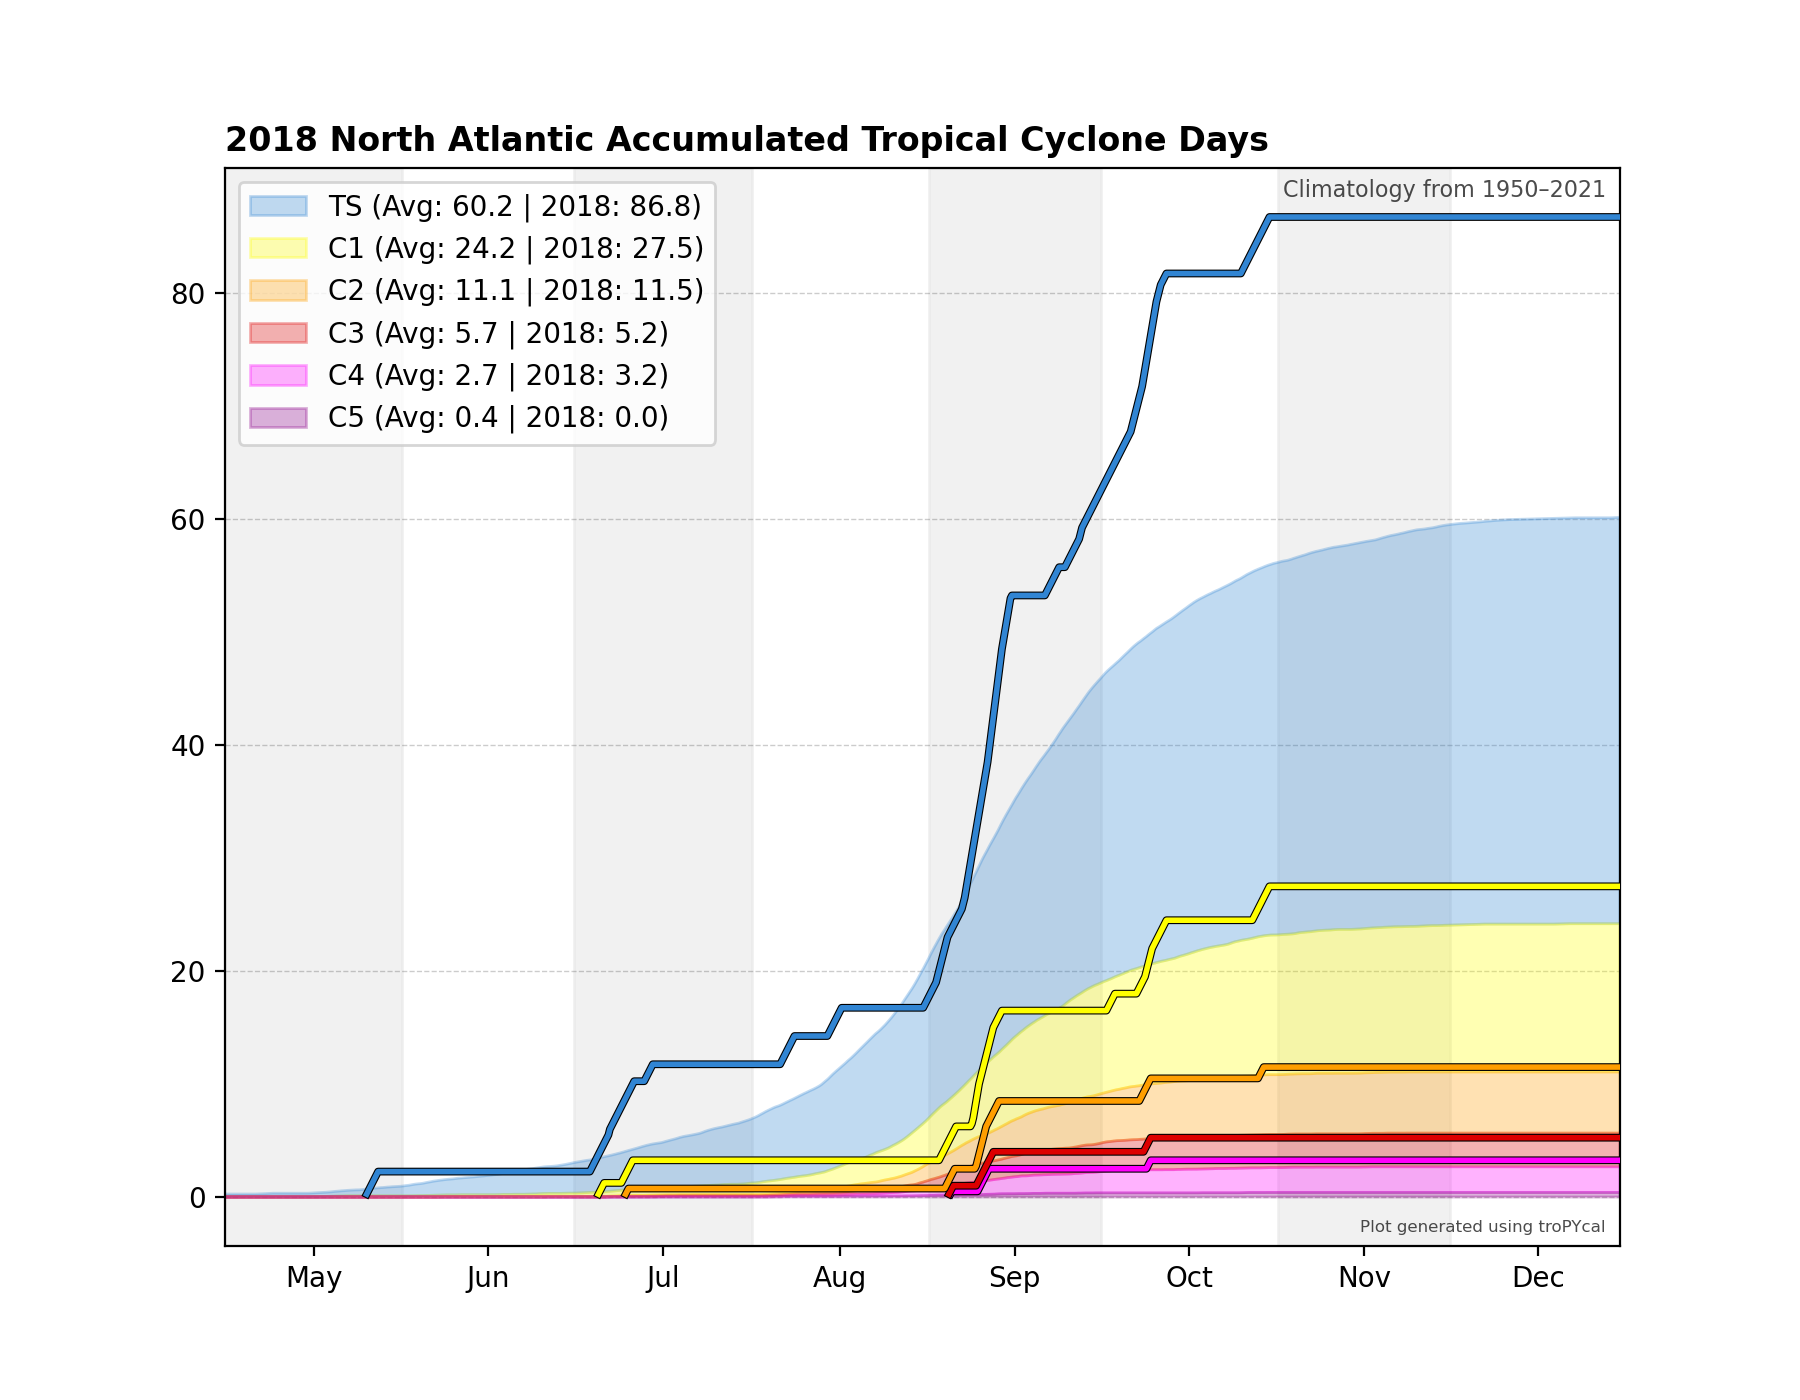 2018 North Atlantic Accumulated Tropical Cyclone Days
Climatology from 1950–2021
TS (Avg: 60.2 | 2018: 86.8)
C1 (Avg: 24.2 | 2018: 27.5)
C2 (Avg: 11.1 | 2018: 11.5)
C3 (Avg: 5.7 | 2018: 5.2)
C4 (Avg: 2.7 | 2018: 3.2)
C5 (Avg: 0.4 | 2018: 0.0)
80
60
40
20
0
Plot generated using troPYcal
May Jun Jul Aug Sep Oct Nov Dec